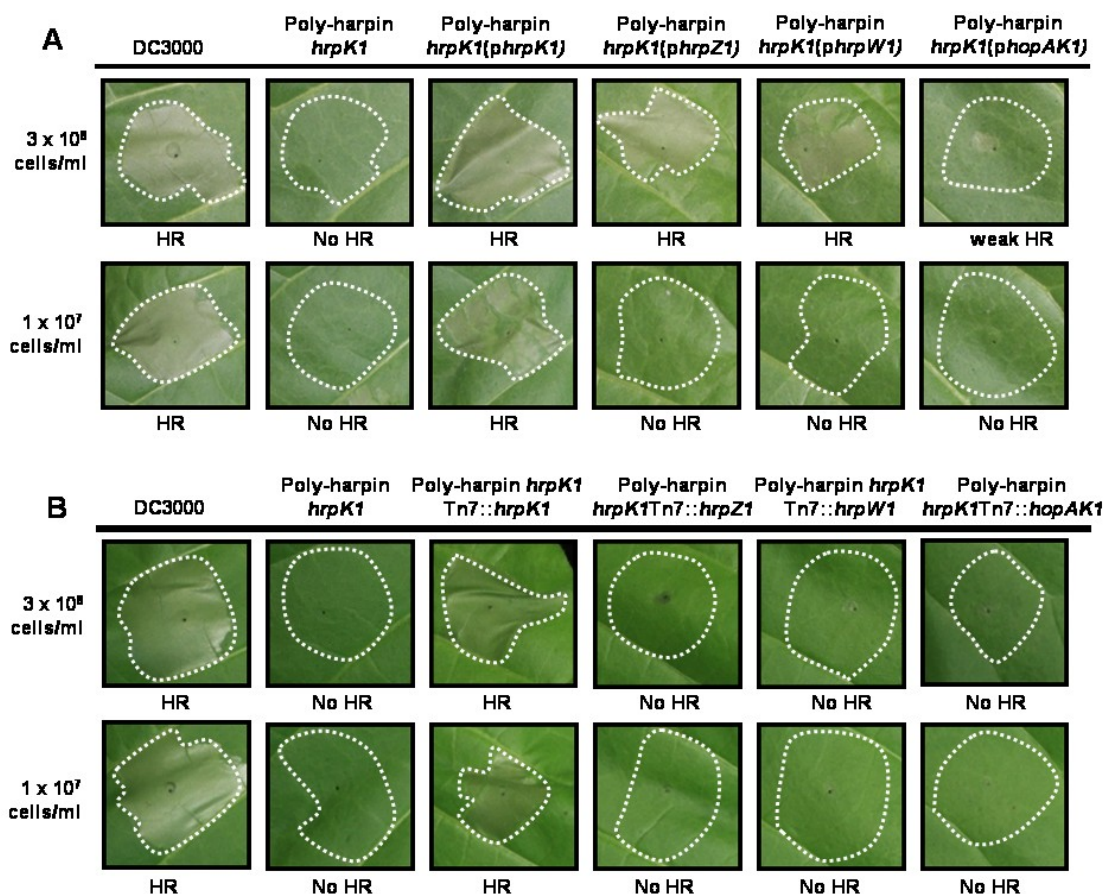 A
DC3000
Poly-harpin
hrpK1
Poly-harpin
hrpK1(phrpK1)
Poly-harpin
hrpK1(phrpZ1)
Poly-harpin
hrpK1(phrpW1)
Poly-harpin
hrpK1(phopAK1)
3 x 10⁸
cells/ml
HR
No HR
HR
HR
HR
weak HR
1 x 10⁷
cells/ml
HR
No HR
HR
No HR
No HR
No HR
B
DC3000
Poly-harpin
hrpK1
Poly-harpin hrpK1
Tn7::hrpK1
Poly-harpin
hrpK1Tn7::hrpZ1
Poly-harpin hrpK1
Tn7::hrpW1
Poly-harpin
hrpK1Tn7::hopAK1
3 x 10⁸
cells/ml
HR
No HR
HR
No HR
No HR
No HR
1 x 10⁷
cells/ml
HR
No HR
HR
No HR
No HR
No HR